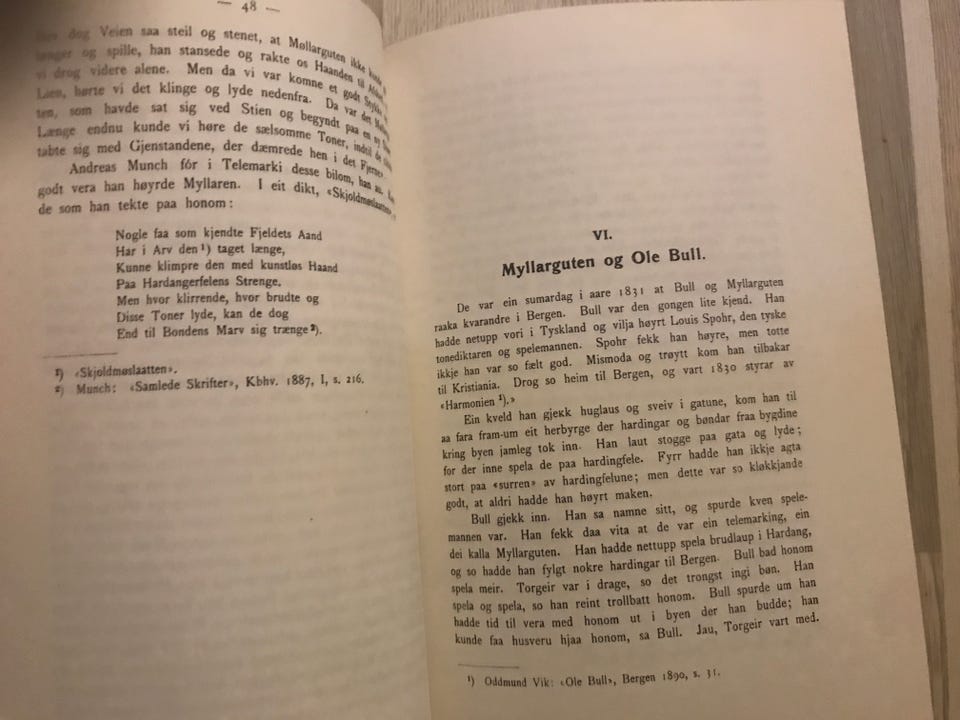 — 48 —
dog Veien saa steil og stenet, at Møllarguten ikke
og spille, han stansede og rakte os Haanden til
vi drog videre alene. Men da vi var komne et godt Stykke
Lien, hørte vi det klinge og lyde nedenfra. Da var det
ten, som havde sat sig ved Stien og begyndt paa en ny
Længe endnu kunde vi høre de sælsomme Toner, indtil de
tabte sig med Gjenstandene, der dæmrede hen i det Fjerne».
Andreas Munch fór i Telemarki desse bilom, han au.
godt vera han høyrde Myllaren. I eit dikt, «Skjoldmøslaatten»,
de som han tekte paa honom:
Nogle faa som kjendte Fjeldets Aand
Har i Arv den¹) taget længe,
Kunne klimpre den med kunstløs Haand
Paa Hardangerfelens Strenge.
Men hvor klirrende, hvor brudte og
Disse Toner lyde, kan de dog
End til Bondens Marv sig trænge²).
¹) «Skjoldmøslaatten».
²) Munch: «Samlede Skrifter», Kbhv. 1887, I, s. 216.
VI.
Myllarguten og Ole Bull.
De var ein sumardag i aare 1831 at Bull og Myllarguten
raaka kvarandre i Bergen. Bull var den gongen lite kjend. Han
hadde netupp vori i Tyskland og vilja høyrt Louis Spohr, den tyske
tonediktaren og spelemannen. Spohr fekk han høyre, men totte
ikkje han var so fælt god. Mismoda og trøytt kom han tilbakar
til Kristiania. Drog so heim til Bergen, og vart 1830 styrar av
«Harmonien¹).»
Ein kveld han gjekk huglaus og sveiv i gatune, kom han til
aa fara fram-um eit herbyrge der hardingar og bøndar fraa bygdine
kring byen jamleg tok inn. Han laut stogge paa gata og lyde;
for der inne spela de paa hardingfele. Fyrr hadde han ikkje agta
stort paa «surren» av hardingfelune; men dette var so kløkkjande
godt, at aldri hadde han høyrt maken.
Bull gjekk inn. Han sa namne sitt, og spurde kven spele-
mannen var. Han fekk daa vita at de var ein telemarking, ein
dei kalla Myllarguten. Han hadde nettupp spela brudlaup i Hardang,
og so hadde han fylgt nokre hardingar til Bergen. Bull bad honom
spela meir. Torgeir var i drage, so det trongst ingi bøn. Han
spela og spela, so han reint trollbatt honom. Bull spurde um han
hadde tid til vera med honom ut i byen der han budde; han
kunde faa husveru hjaa honom, sa Bull. Jau, Torgeir vart med.
¹) Oddmund Vik: «Ole Bull», Bergen 1890, s. 31.